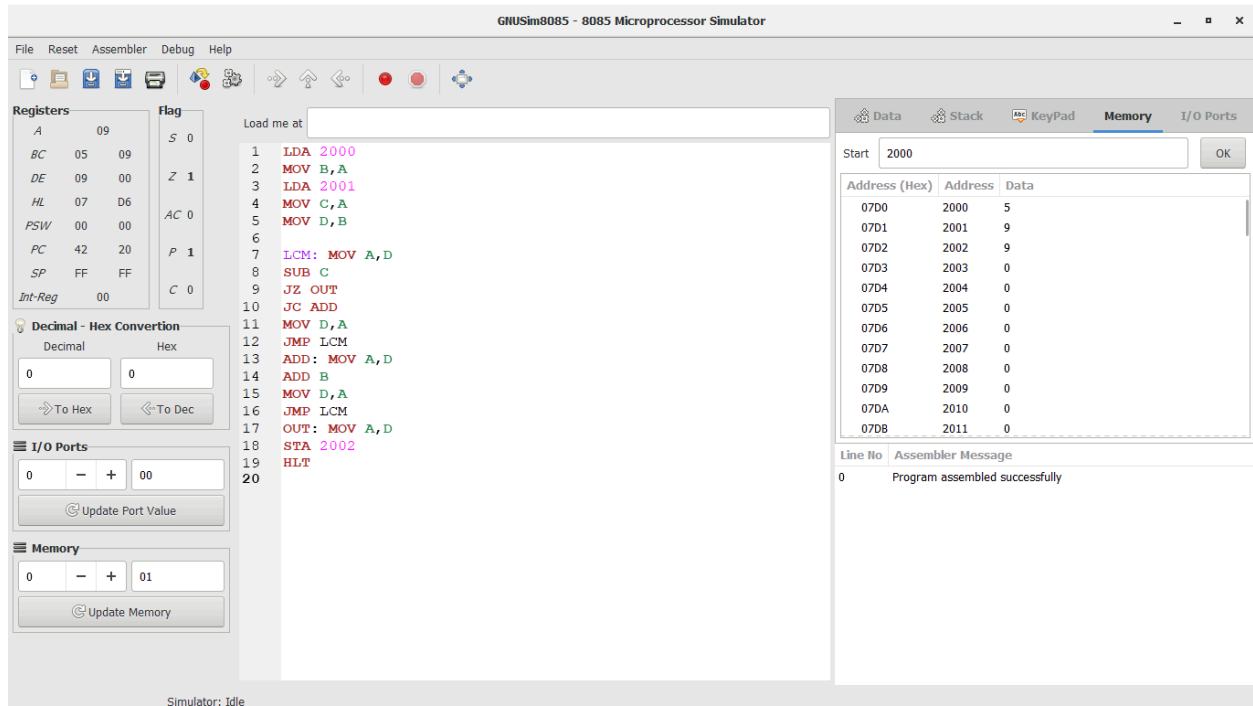 GNUSim8085 - 8085 Microprocessor Simulator
File Reset Assembler Debug Help
Registers
A 09
BC 05 09
DE 09 00
HL 07 D6
PSW 00 00
PC 42 20
SP FF FF
Int-Reg 00
Flag
S 0
Z 1
AC 0
P 1
C 0
Decimal - Hex Convertion
Decimal Hex
0 0
To Hex To Dec
I/O Ports
0 − + 00
Update Port Value
Memory
0 − + 01
Update Memory
Load me at
1 LDA 2000
2 MOV B,A
3 LDA 2001
4 MOV C,A
5 MOV D,B
6
7 LCM: MOV A,D
8 SUB C
9 JZ OUT
10 JC ADD
11 MOV D,A
12 JMP LCM
13 ADD: MOV A,D
14 ADD B
15 MOV D,A
16 JMP LCM
17 OUT: MOV A,D
18 STA 2002
19 HLT
20
Data Stack Abc KeyPad Memory I/O Ports
Start 2000 OK
Address (Hex) Address Data
07D0 2000 5
07D1 2001 9
07D2 2002 9
07D3 2003 0
07D4 2004 0
07D5 2005 0
07D6 2006 0
07D7 2007 0
07D8 2008 0
07D9 2009 0
07DA 2010 0
07DB 2011 0
Line No Assembler Message
0 Program assembled successfully
Simulator: Idle